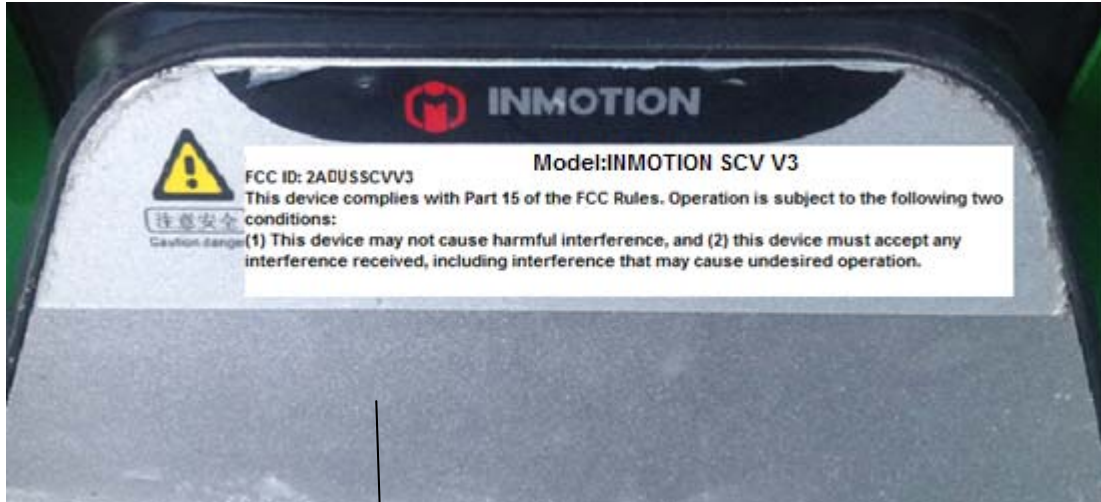 INMOTION
Model:INMOTION SCV V3
FCC ID: 2ADUSSCVV3
This device complies with Part 15 of the FCC Rules. Operation is subject to the following two
conditions:
(1) This device may not cause harmful interference, and (2) this device must accept any
interference received, including interference that may cause undesired operation.
注意安全
Caution danger